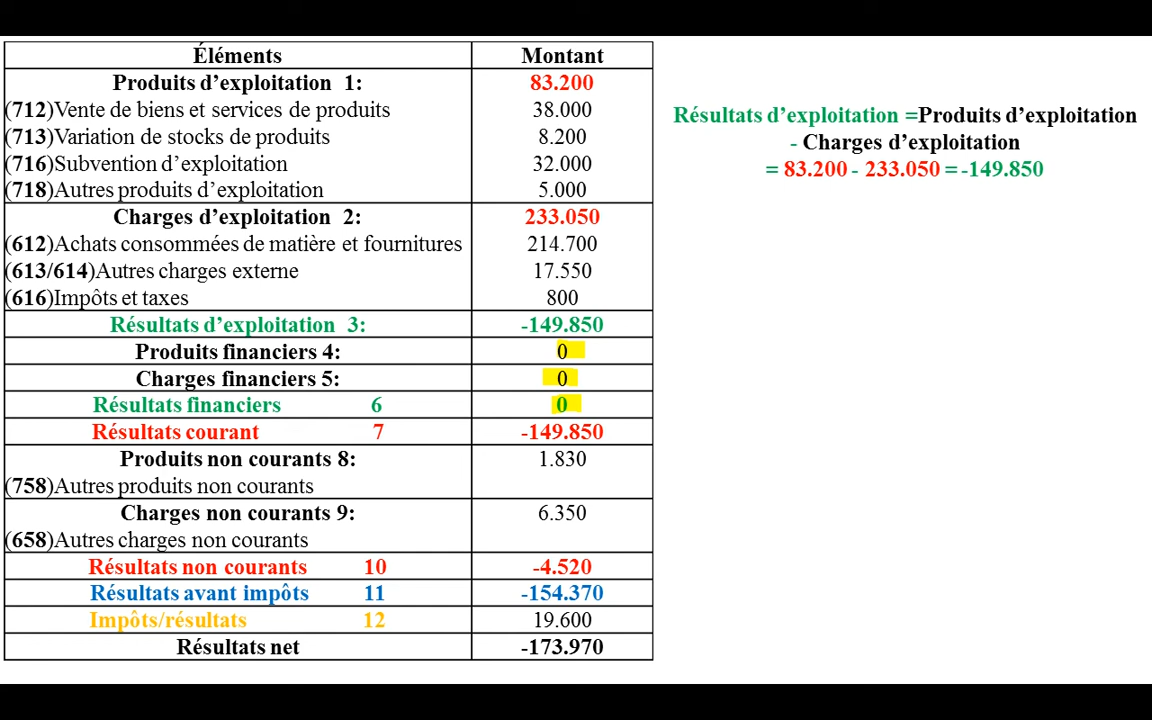 Éléments Montant
Produits d’exploitation 1: 83.200
(712)Vente de biens et services de produits 38.000
(713)Variation de stocks de produits 8.200
(716)Subvention d’exploitation 32.000
(718)Autres produits d’exploitation 5.000
Charges d’exploitation 2: 233.050
(612)Achats consommées de matière et fournitures 214.700
(613/614)Autres charges externe 17.550
(616)Impôts et taxes 800
Résultats d’exploitation 3: -149.850
Produits financiers 4: 0
Charges financiers 5: 0
Résultats financiers 6 0
Résultats courant 7 -149.850
Produits non courants 8: 1.830
(758)Autres produits non courants
Charges non courants 9: 6.350
(658)Autres charges non courants
Résultats non courants 10 -4.520
Résultats avant impôts 11 -154.370
Impôts/résultats 12 19.600
Résultats net -173.970
Résultats d’exploitation =Produits d’exploitation
- Charges d’exploitation
= 83.200 - 233.050 = -149.850